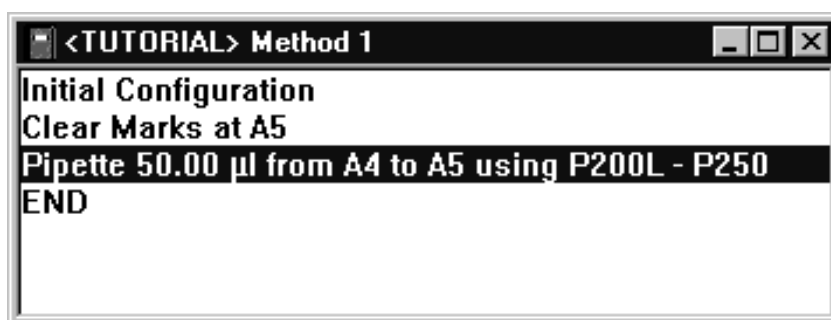 <TUTORIAL> Method 1
Initial Configuration
Clear Marks at A5
Pipette 50.00 µl from A4 to A5 using P200L - P250
END